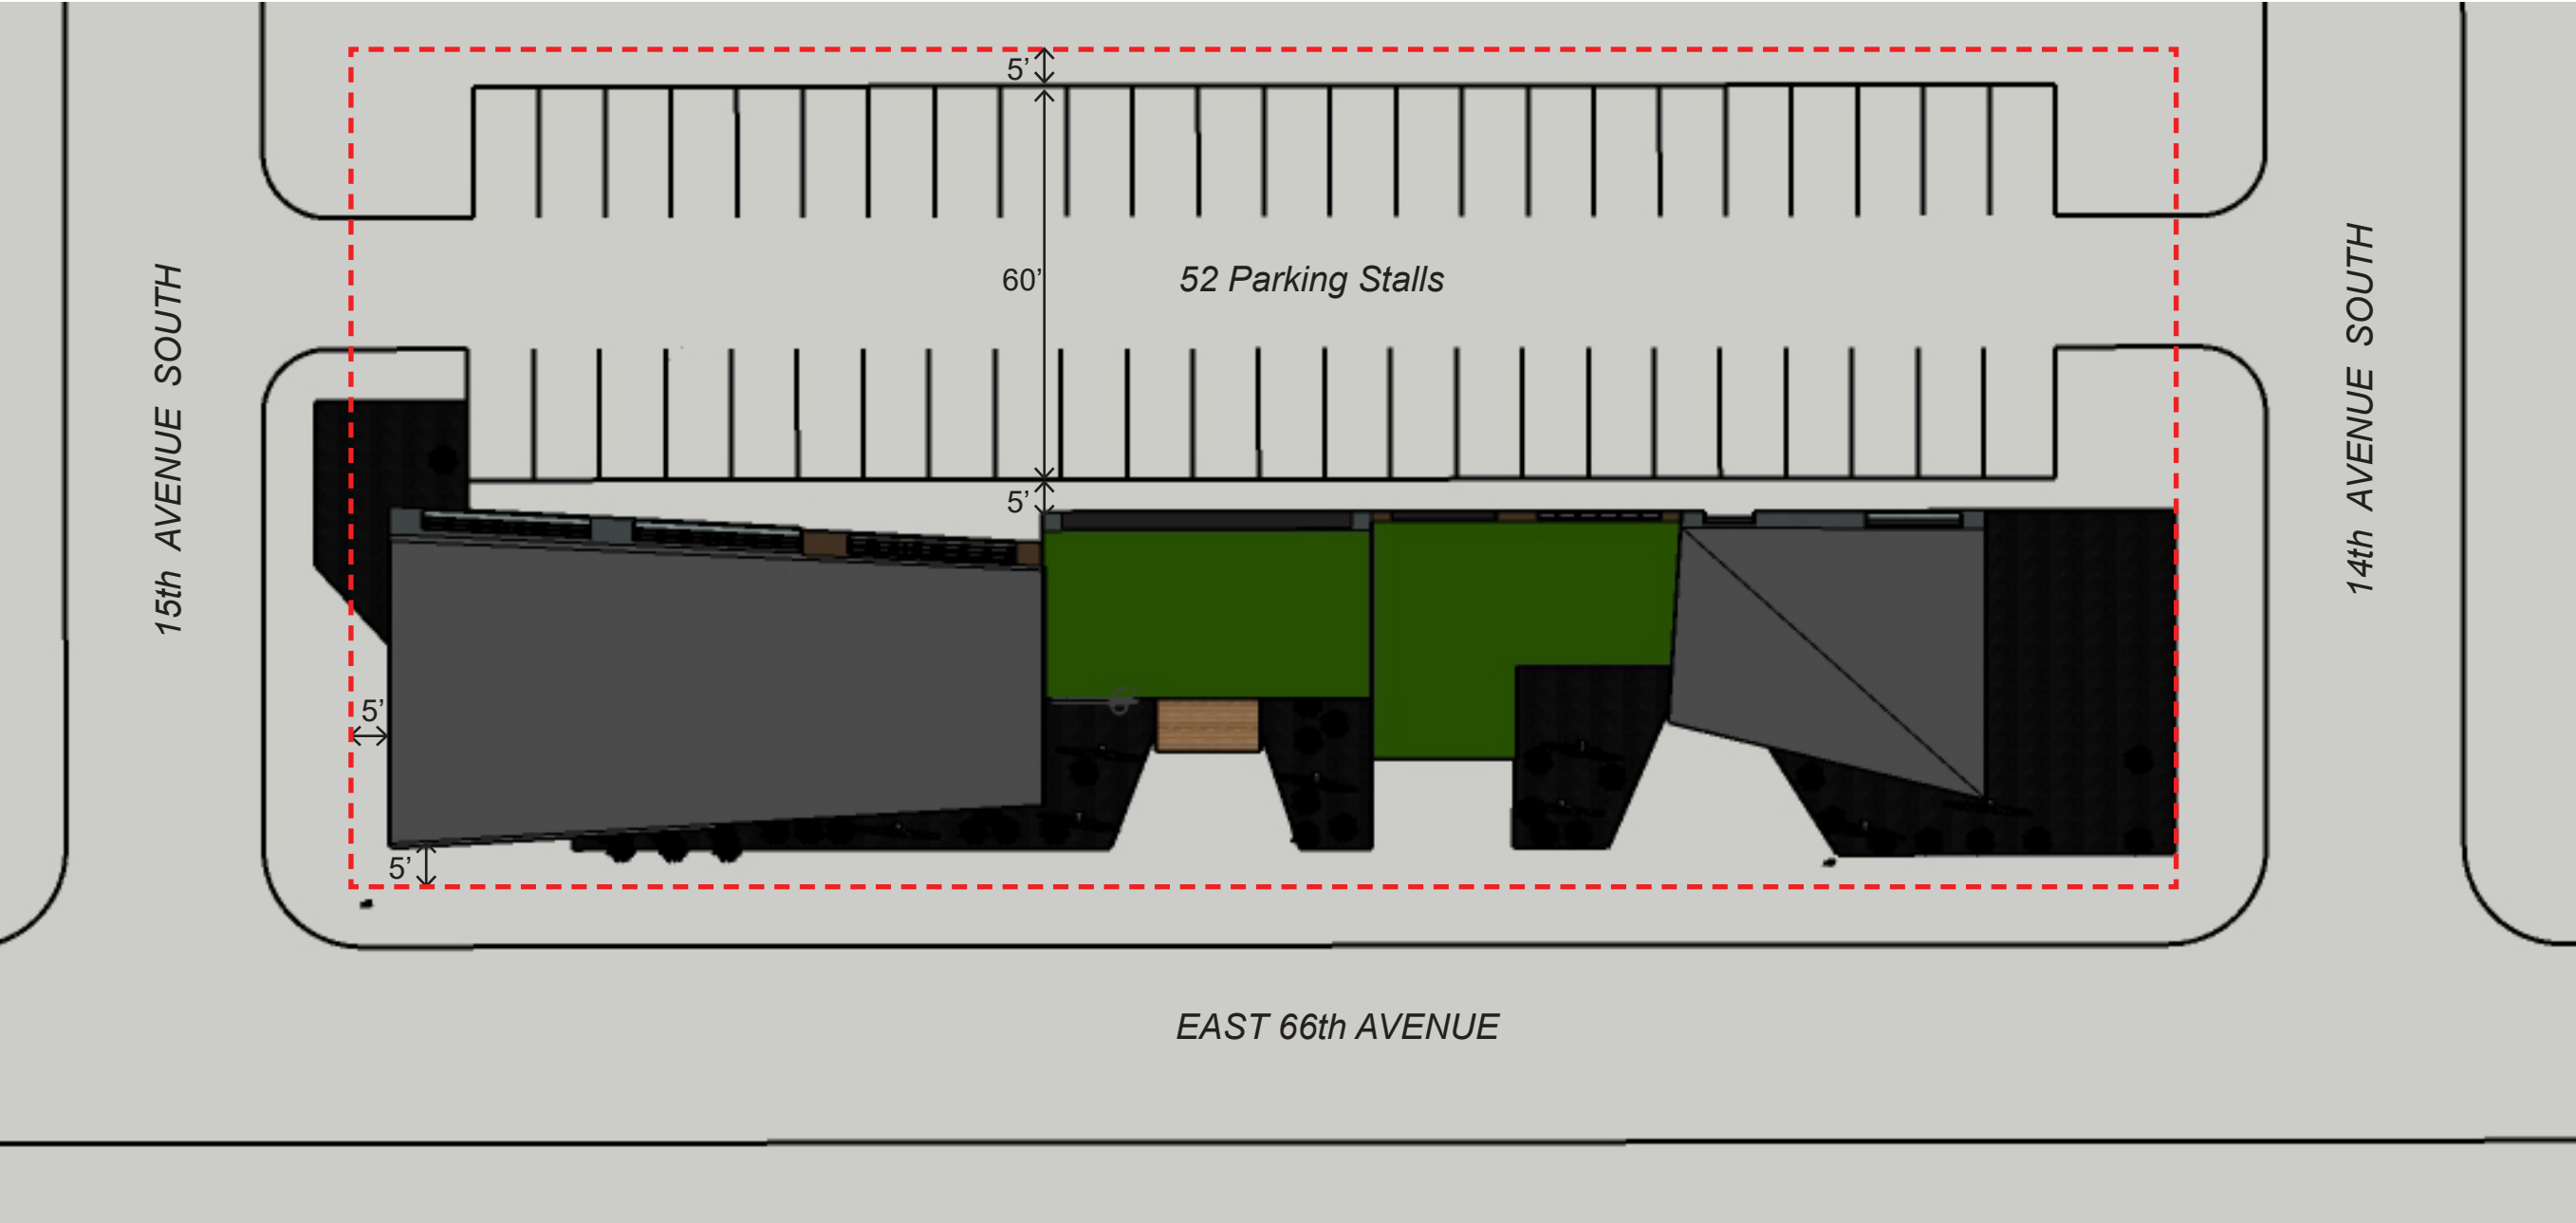 5’
60’
52 Parking Stalls
15th AVENUE SOUTH
14th AVENUE SOUTH
5’
5’
5’
EAST 66th AVENUE